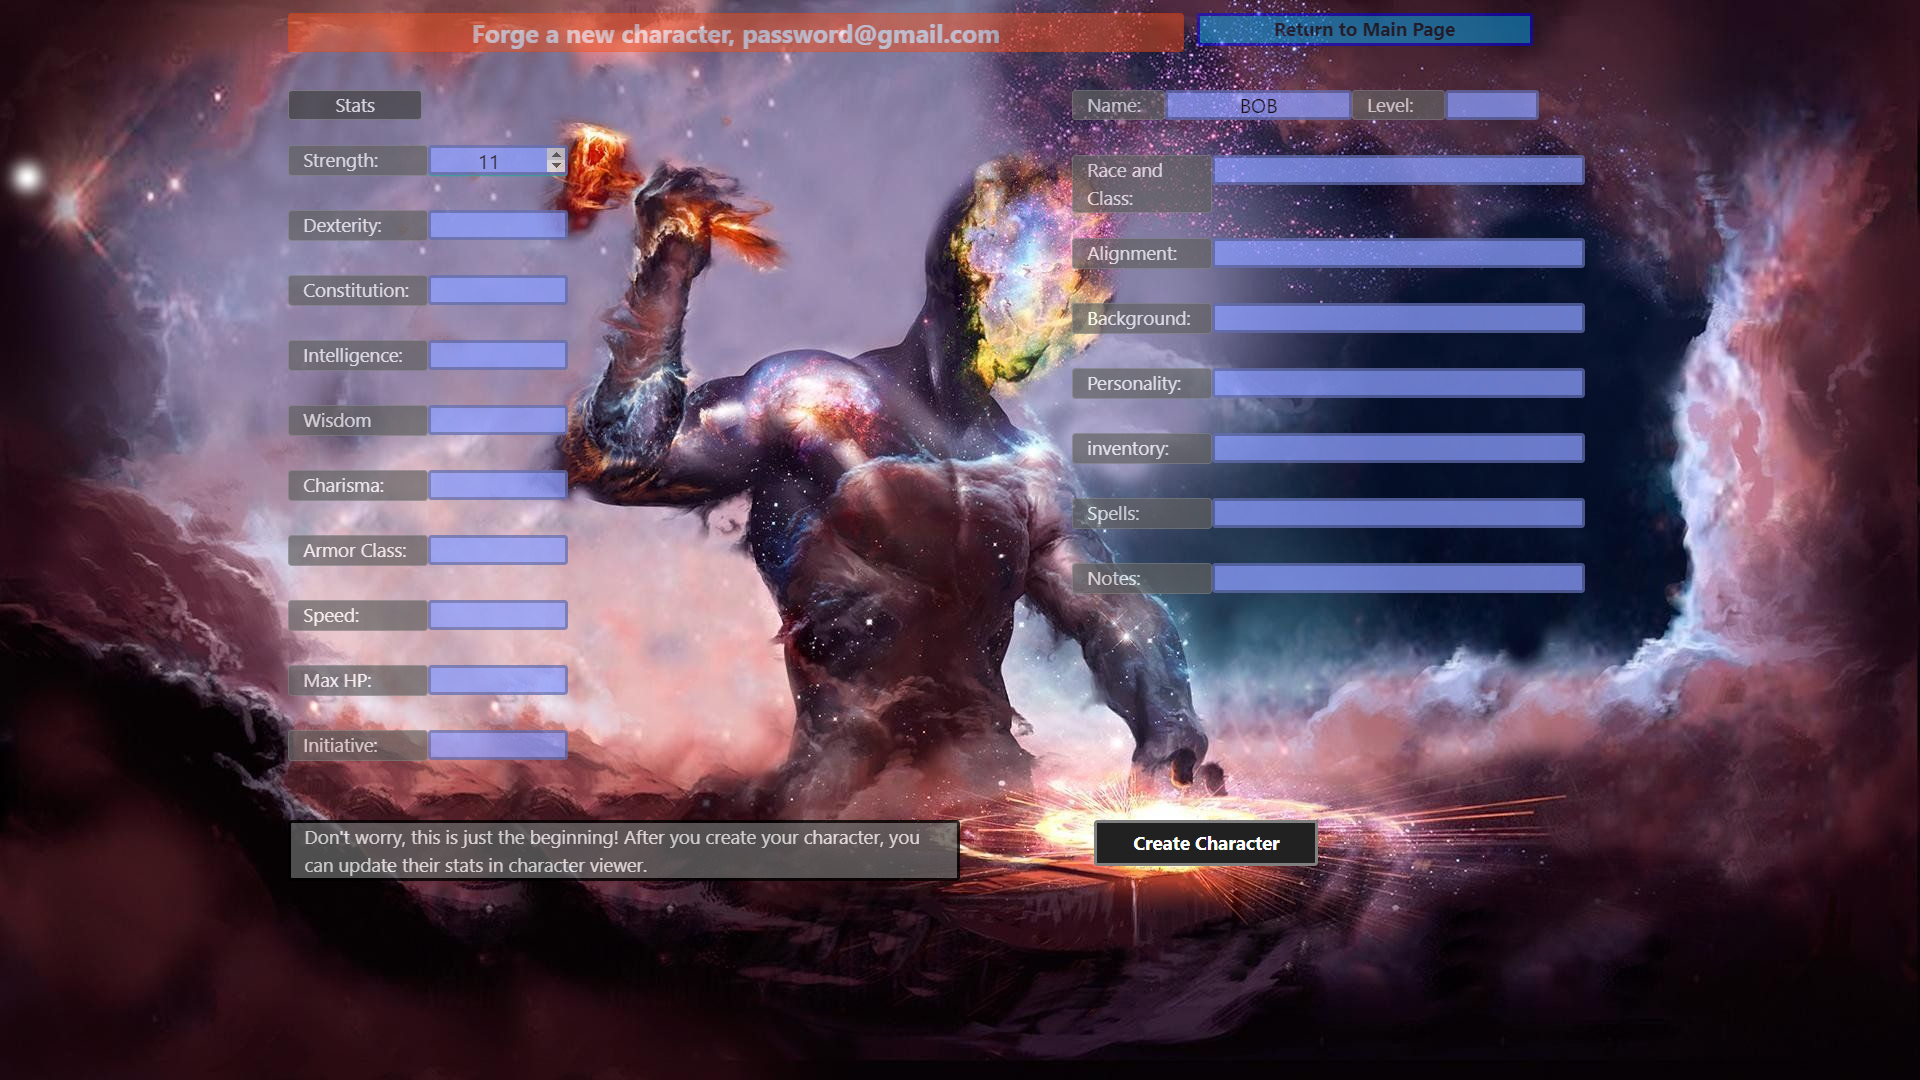 Forge a new character, password@gmail.com
Return to Main Page
Stats
Strength: 11
Dexterity:
Constitution:
Intelligence:
Wisdom
Charisma:
Armor Class:
Speed:
Max HP:
Initiative:
Name: BOB Level:
Race and
Class:
Alignment:
Background:
Personality:
inventory:
Spells:
Notes:
Don't worry, this is just the beginning! After you create your character, you
can update their stats in character viewer.
Create Character